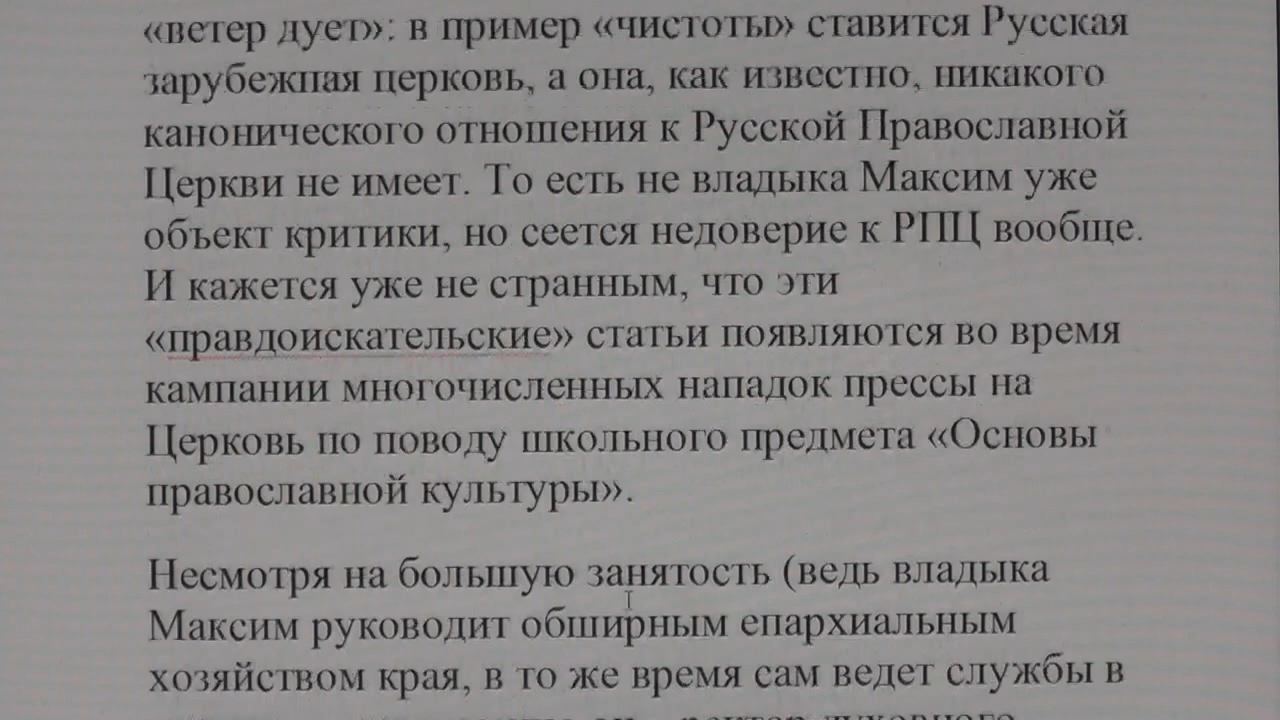 «ветер дует»: в пример «чистоты» ставится Русская
зарубежная церковь, а она, как известно, никакого
канонического отношения к Русской Православной
Церкви не имеет. То есть не владыка Максим уже
объект критики, но сеется недоверие к РПЦ вообще.
И кажется уже не странным, что эти
«правдоискательские» статьи появляются во время
кампании многочисленных нападок прессы на
Церковь по поводу школьного предмета «Основы
православной культуры».
Несмотря на большую занятость (ведь владыка
Максим руководит обширным епархиальным
хозяйством края, в то же время сам ведет службы в